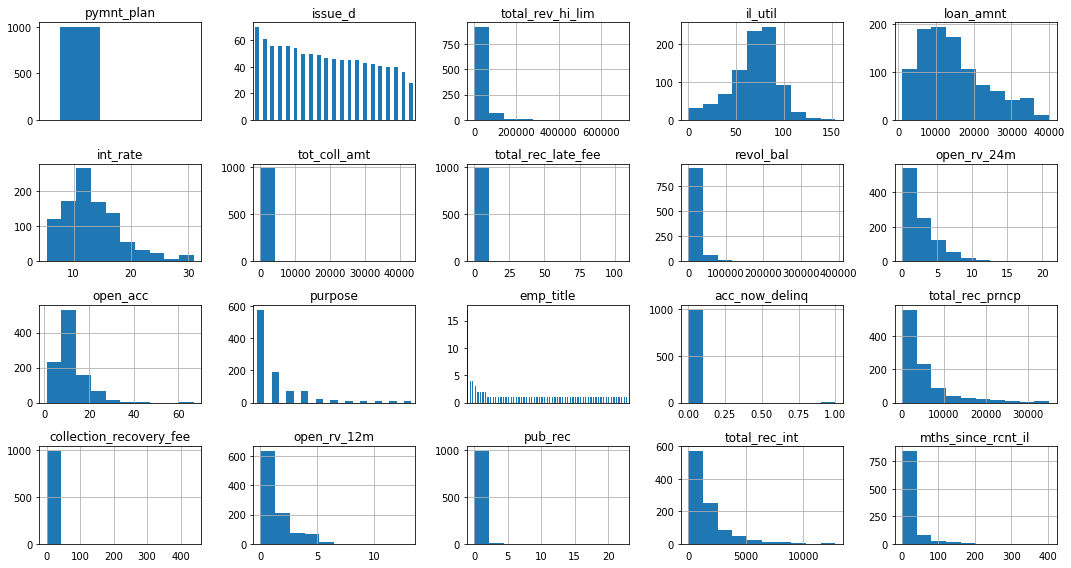 pymnt_plan
issue_d
total_rev_hi_lim
il_util
loan_amnt
1000
500
0
60
40
20
0
750
500
250
0
0 200000 400000 600000
200
100
0
0 50 100 150
200
100
0
0 10000 20000 30000 40000
int_rate
tot_coll_amt
total_rec_late_fee
revol_bal
open_rv_24m
200
100
0
10 20 30
1000
500
0
0 10000 20000 30000 40000
1000
500
0
0 25 50 75 100
750
500
250
0
0 100000 200000 300000 400000
400
200
0
0 5 10 15 20
open_acc
purpose
emp_title
acc_now_delinq
total_rec_prncp
400
200
0
0 20 40 60
600
400
200
0
15
10
5
0
1000
500
0
0.00 0.25 0.50 0.75 1.00
400
200
0
0 10000 20000 30000
collection_recovery_fee
open_rv_12m
pub_rec
total_rec_int
mths_since_rcnt_il
1000
500
0
0 100 200 300 400
600
400
200
0
0 5 10
1000
500
0
0 5 10 15 20
600
400
200
0
0 5000 10000
750
500
250
0
0 100 200 300 400